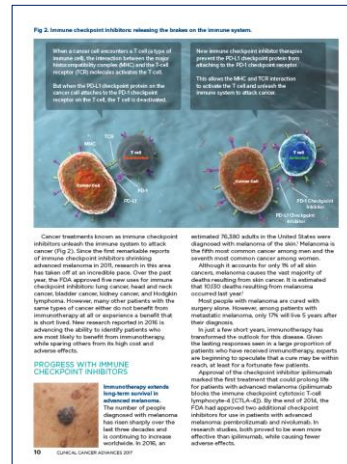 Fig 2. Immune checkpoint inhibitors: releasing the brakes on the immune system.
When a cancer cell encounters a T cell (a type of
immune cell), the interaction between the major
histocompatibility complex (MHC) and the T-cell
receptor (TCR) molecules activates the T cell.
But when the PD-L1 checkpoint protein on the
cancer cell attaches to the PD-1 checkpoint
receptor on the T cell, the T cell is deactivated.
New immune checkpoint inhibitor therapies
prevent the PD-L1 checkpoint protein from
attaching to the PD-1 checkpoint receptor.
This allows the MHC and TCR interaction
to activate the T cell and unleash the
immune system to attack cancer.
TCR
MHC
T cell
Cancer Cell
PD-1
PD-L1
T cell
Cancer Cell
PD-1 Checkpoint
Inhibitor
PD-L1 Checkpoint
Inhibitor
Cancer treatments known as immune checkpoint
inhibitors unleash the immune system to attack
cancer (Fig 2). Since the first remarkable reports
of immune checkpoint inhibitors shrinking
advanced melanoma in 2011, research in this area
has taken off at an incredible pace. Over the past
year, the FDA approved five new uses for immune
checkpoint inhibitors: lung cancer, head and neck
cancer, bladder cancer, kidney cancer, and Hodgkin
lymphoma. However, many other patients with the
same types of cancer either do not benefit from
immunotherapy at all or experience a benefit that
is short lived. New research reported in 2016 is
advancing the ability to identify patients who
are most likely to benefit from immunotherapy,
while sparing others from its high cost and
adverse effects.
PROGRESS WITH IMMUNE
CHECKPOINT INHIBITORS
Immunotherapy extends
long-term survival in
advanced melanoma.
The number of people
diagnosed with melanoma
has risen sharply over the
last three decades and
is continuing to increase
worldwide. In 2016, an
estimated 76,380 adults in the United States were
diagnosed with melanoma of the skin. Melanoma is
the fifth most common cancer among men and the
seventh most common cancer among women.
Although it accounts for only 1% of all skin
cancers, melanoma causes the vast majority of
deaths resulting from skin cancer. It is estimated
that 10,130 deaths resulting from melanoma
occurred last year.
Most people with melanoma are cured with
surgery alone. However, among patients with
metastatic melanoma, only 17% will live 5 years after
their diagnosis.
In just a few short years, immunotherapy has
transformed the outlook for this disease. Given
the lasting responses seen in a large proportion of
patients who have received immunotherapy, experts
are beginning to speculate that a cure may be within
reach, at least for a fortunate few patients.
Approval of the checkpoint inhibitor ipilimumab
marked the first treatment that could prolong life
for patients with advanced melanoma (ipilimumab
blocks the immune checkpoint cytotoxic T-cell
lymphocyte-4 [CTLA-4]). By the end of 2014, the
FDA had approved two additional checkpoint
inhibitors for use in patients with advanced
melanoma: pembrolizumab and nivolumab. In
research studies, both proved to be even more
effective than ipilimumab, while causing fewer
adverse effects.
10 CLINICAL CANCER ADVANCES 2017